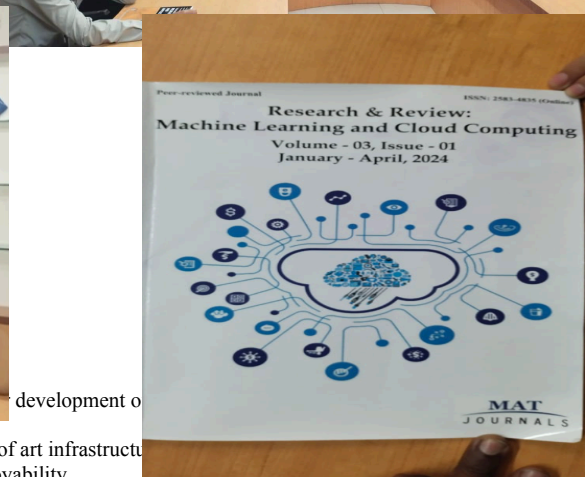 Peer-reviewed Journal
ISSN: 2583-4835 (Online)
Research & Review:
Machine Learning and Cloud Computing
Volume - 03, Issue - 01
January - April, 2024
MAT
JOURNALS
development o
of art infrastructu